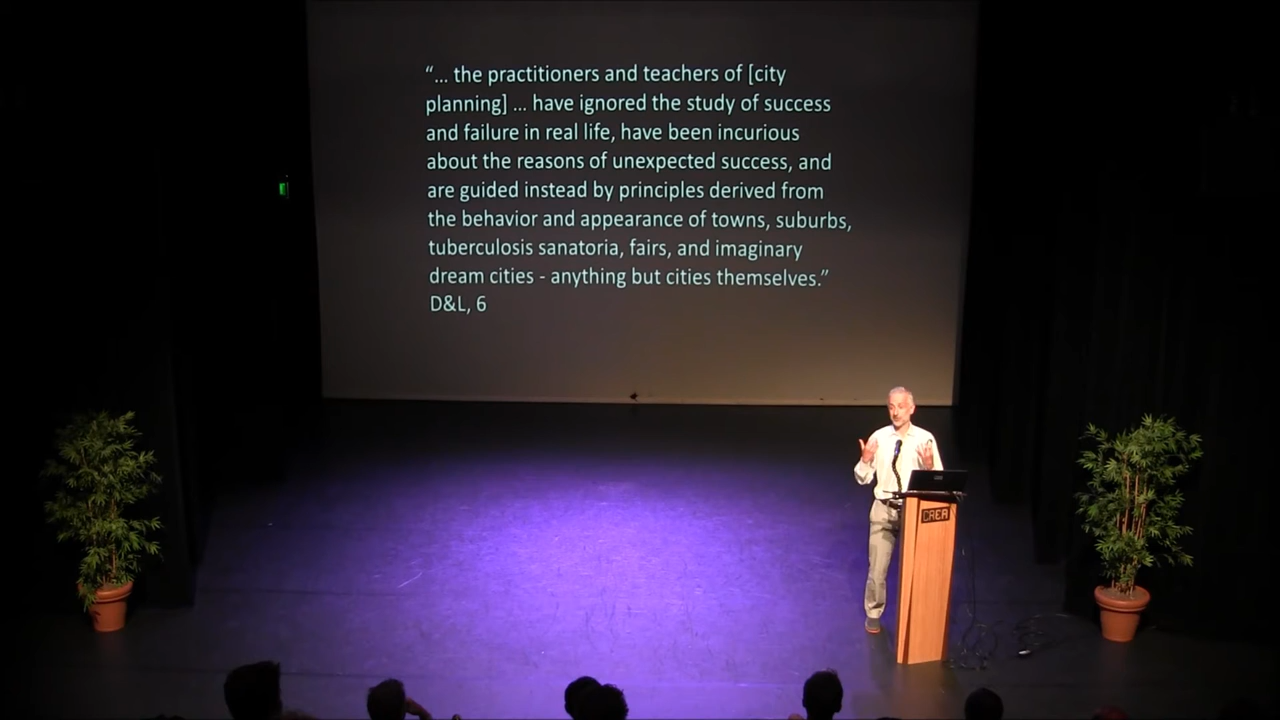 “... the practitioners and teachers of [city
planning] ... have ignored the study of success
and failure in real life, have been incurious
about the reasons of unexpected success, and
are guided instead by principles derived from
the behavior and appearance of towns, suburbs,
tuberculosis sanatoria, fairs, and imaginary
dream cities - anything but cities themselves.”
D&L, 6
CREA